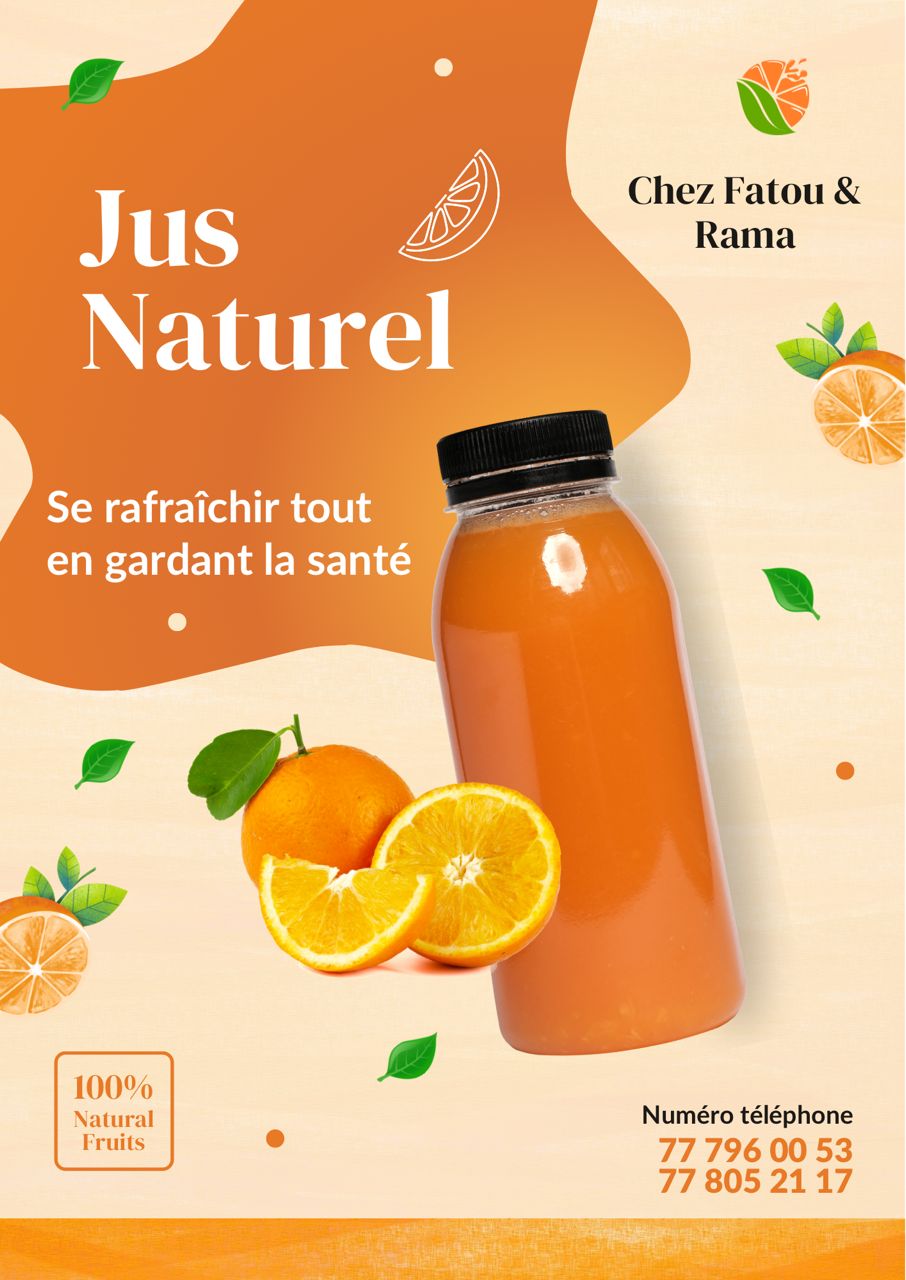 Chez Fatou &
Rama
Jus
Naturel
Se rafraîchir tout
en gardant la santé
100%
Natural
Fruits
Numéro téléphone
77 796 00 53
77 805 21 17